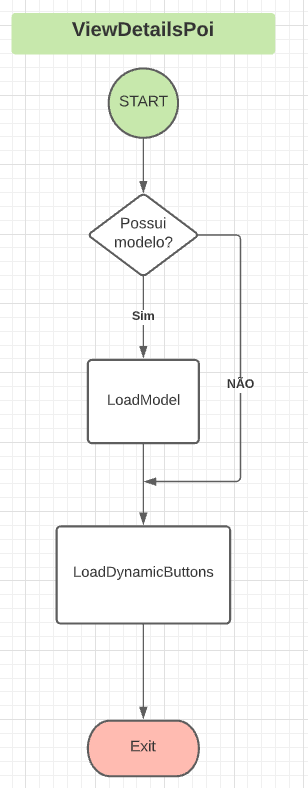 ViewDetailsPoi
START
Possui
modelo?
Sim
NÃO
LoadModel
LoadDynamicButtons
Exit